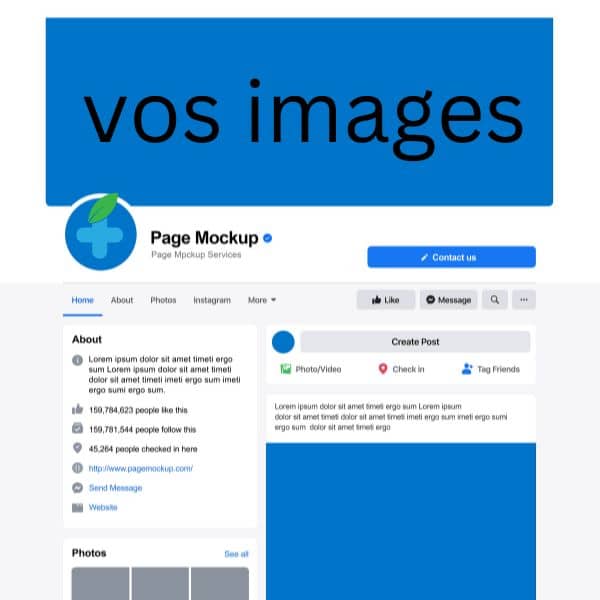 vos images
Page Mockup
Page Mpckup Services
Contact us
Home About Photos Instagram More
Like Message ...
About
Lorem ipsum dolor sit amet timeti ergo
sum Lorem ipsum dolor sit amet timeti
dolor sit amet timeti imeti ergo sum imeti
ergo sumi ergo sum.
159,784,623 people like this
159,781,544 people follow this
45,264 people checked in here
http://www.pagemockup.com/
Send Message
Website
Photos See all
Create Post
Photo/Video Check in Tag Friends
Lorem ipsum dolor sit amet timeti ergo sum Lorem ipsum
dolor sit amet timeti dolor sit amet timeti imeti ergo sum imeti ergo sumi
ergo sum dolor sit amet timeti ergo